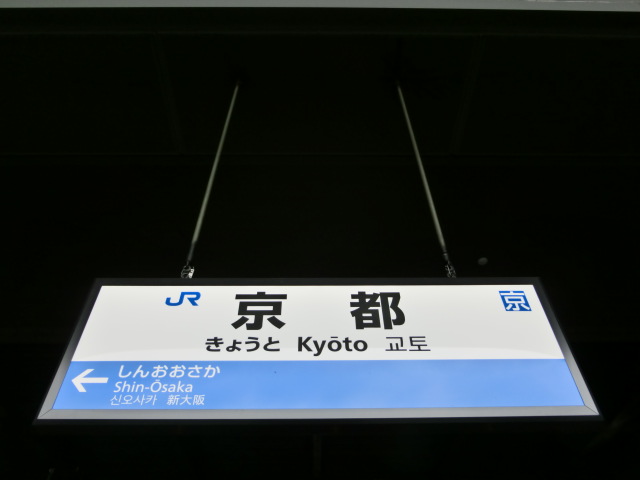 JR 京都 京
きょうと Kyōto 교토
← しんおおさか
Shin-Ōsaka
신오사카 新大阪